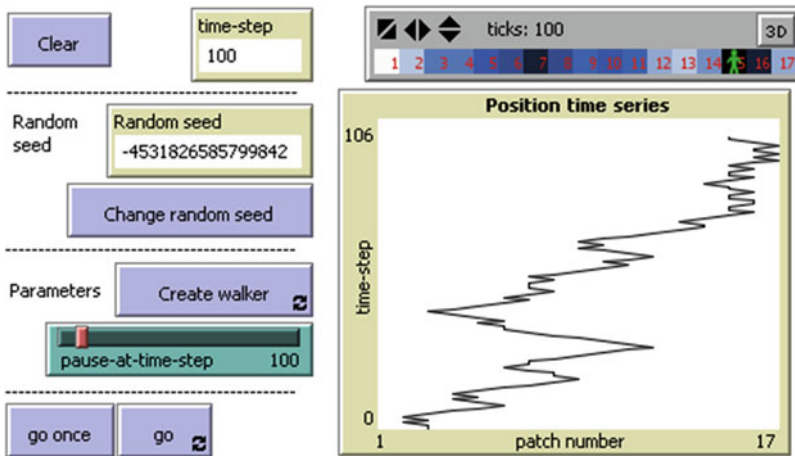 Clear
time-step
100
ticks: 100
3D
1 2 3 4 5 6 7 8 9 10 11 12 13 14 15 16 17
Random seed
Random seed
-4531826585799842
Change random seed
Parameters
Create walker
pause-at-time-step 100
go once
go
Position time series
106
time-step
0
1
patch number
17